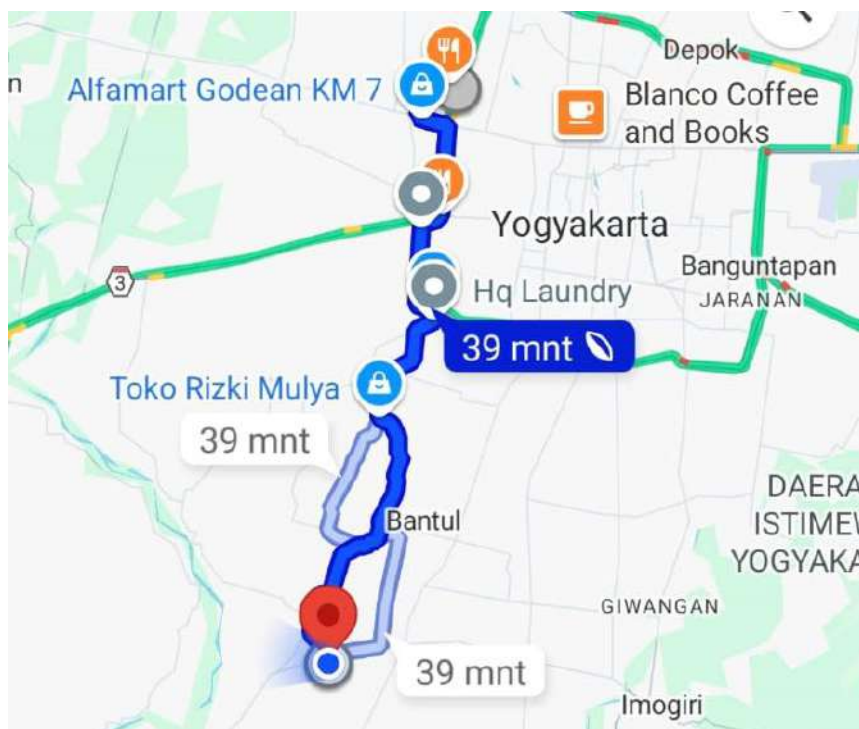 Depok
n
Alfamart Godean KM 7
Blanco Coffee
and Books
Yogyakarta
Banguntapan
3
Hq Laundry
JARANAN
39 mnt
Toko Rizki Mulya
39 mnt
DAERA
ISTIMEW
YOGYAKA
Bantul
GIWANGAN
39 mnt
Imogiri